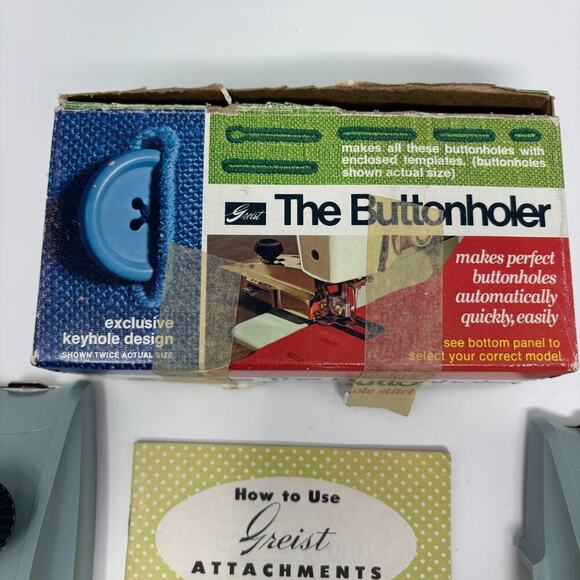 makes all these buttonholes with
enclosed templates. (buttonholes
shown actual size)
Greist
The Buttonholer
makes perfect
buttonholes
automatically
quickly, easily
exclusive
keyhole design
SHOWN TWICE ACTUAL SIZE
see bottom panel to
select your correct model
How to Use
Greist
ATTACHMENTS